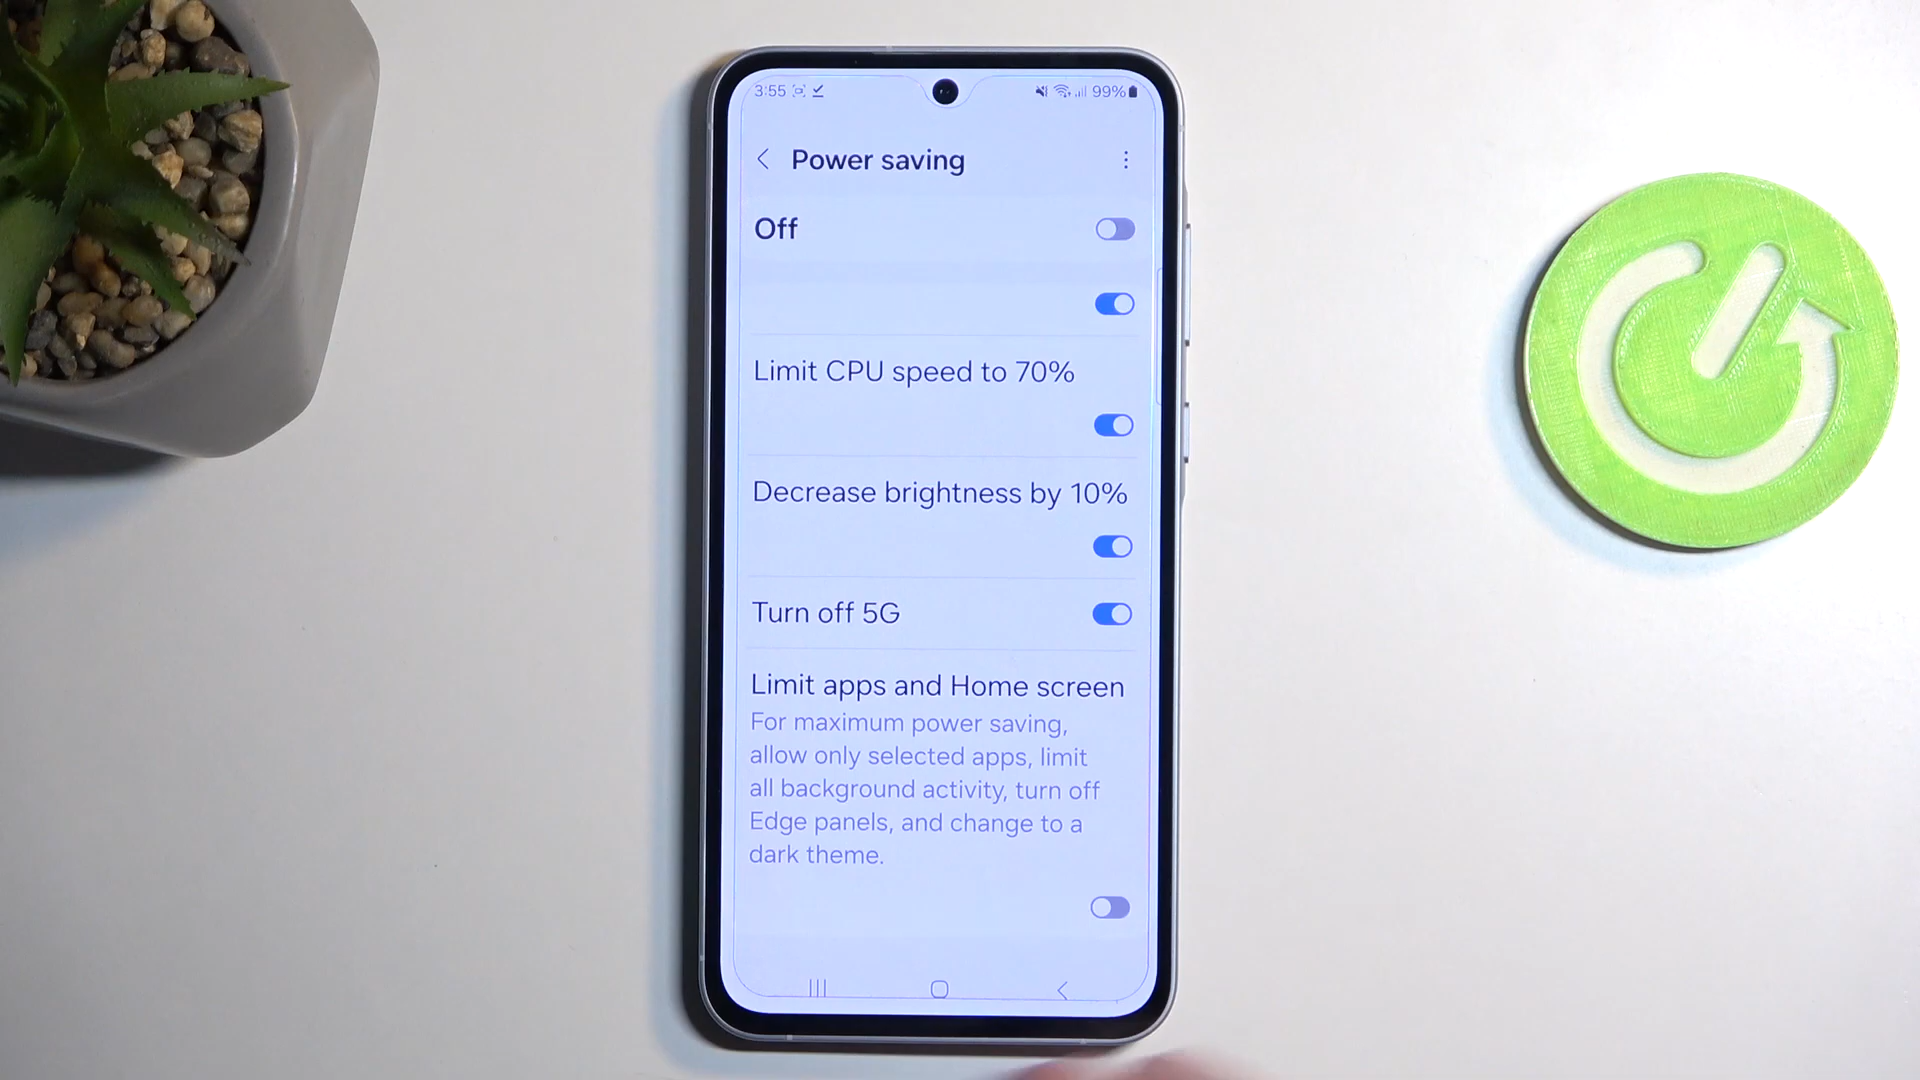 3:55 99%
Power saving
Off
Limit CPU speed to 70%
Decrease brightness by 10%
Turn off 5G
Limit apps and Home screen
For maximum power saving,
allow only selected apps, limit
all background activity, turn off
Edge panels, and change to a
dark theme.